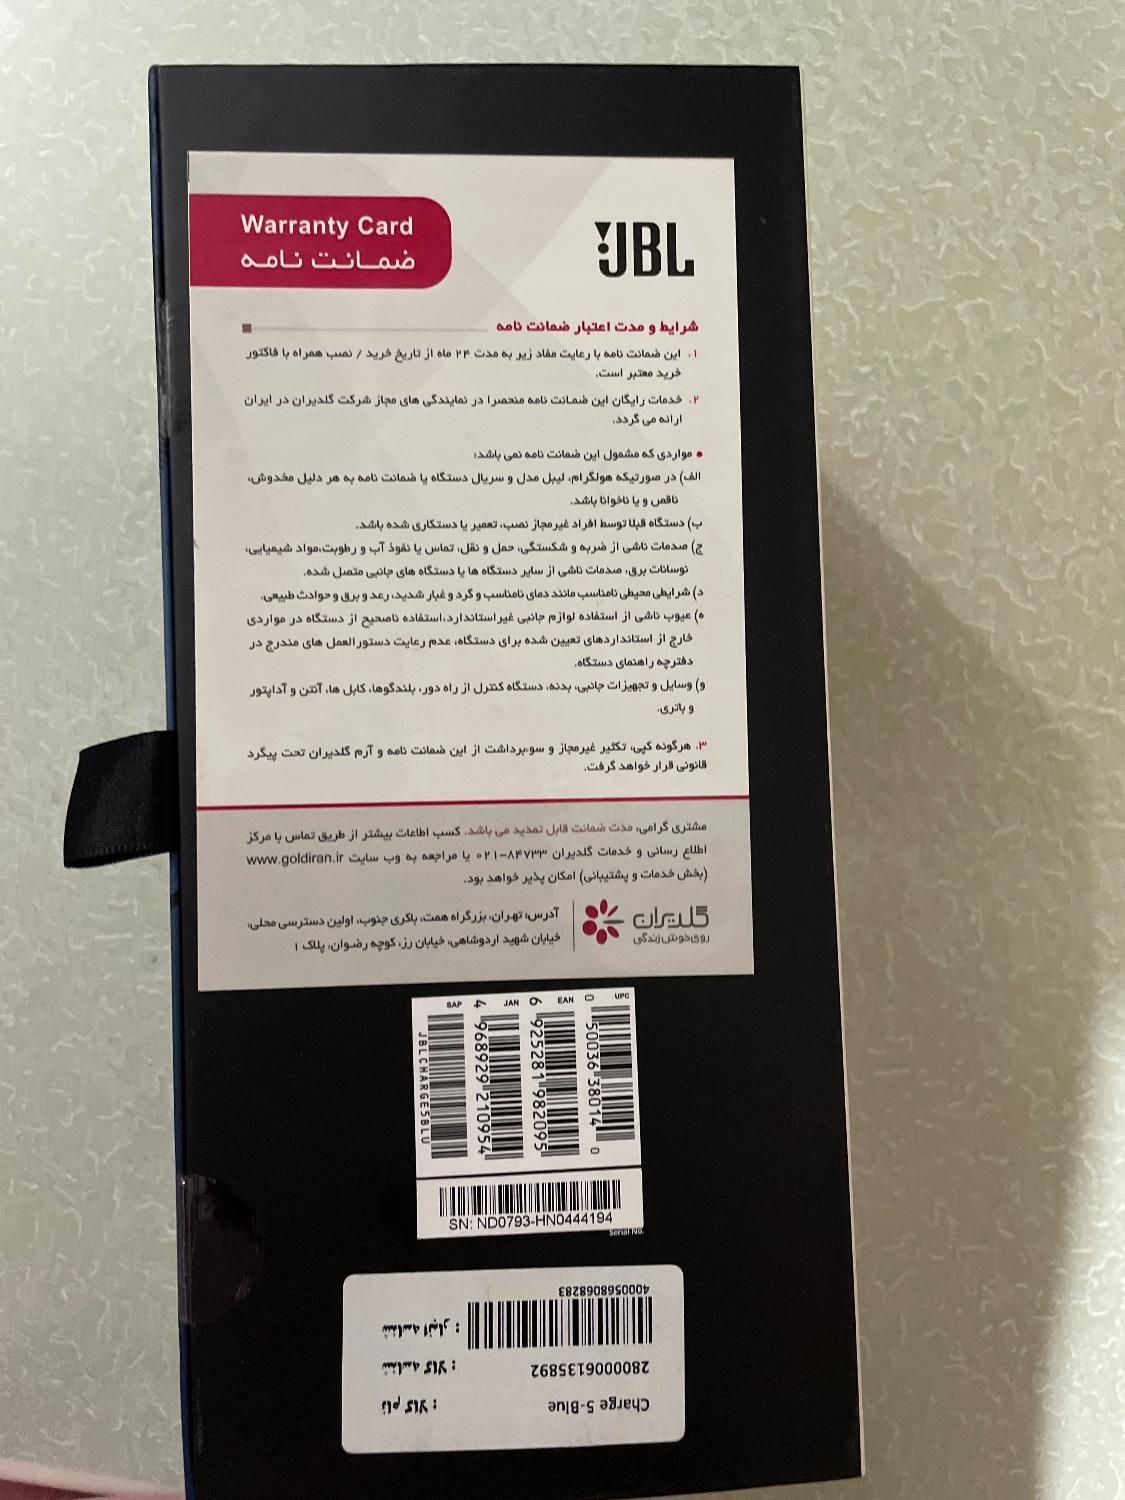 Warranty Card
ضمانت نامه
JBL
شرایط و مدت اعتبار ضمانت نامه
۱. این ضمانت نامه با رعایت مفاد زیر به مدت ۲۴ ماه از تاریخ خرید / نصب همراه با فاکتور
خرید معتبر است.
۲. خدمات رایگان این ضمانت نامه منحصرا در نمایندگی های مجاز شرکت گلدیران در ایران
ارائه می گردد.
• مواردی که مشمول این ضمانت نامه نمی باشد:
الف) در صورتیکه هولگرام، لیبل مدل و سریال دستگاه یا ضمانت نامه به هر دلیل مخدوش،
ناقص و یا ناخوانا باشد.
ب) دستگاه قبلا توسط افراد غیرمجاز نصب، تعمیر یا دستکاری شده باشد.
ج) صدمات ناشی از ضربه و شکستگی، حمل و نقل، تماس یا نفوذ آب و رطوبت،مواد شیمیایی،
نوسانات برق، صدمات ناشی از سایر دستگاه ها یا دستگاه های جانبی متصل شده.
د) شرایطی محیطی نامناسب مانند دمای نامناسب و گرد و غبار شدید، رعد و برق و حوادث طبیعی.
ه) عیوب ناشی از استفاده لوازم جانبی غیراستاندارد،استفاده ناصحیح از دستگاه در مواردی
خارج از استانداردهای تعیین شده برای دستگاه، عدم رعایت دستورالعمل های مندرج در
دفترچه راهنمای دستگاه.
و) وسایل و تجهیزات جانبی، بدنه، دستگاه کنترل از راه دور، بلندگوها، کابل ها، آنتن و آداپتور
و باتری.
۳. هرگونه کپی، تکثیر غیرمجاز و سوءبرداشت از این ضمانت نامه و آرم گلدیران تحت پیگرد
قانونی قرار خواهد گرفت.
مشتری گرامی، مدت ضمانت قابل تمدید می باشد. کسب اطلاعات بیشتر از طریق تماس با مرکز
اطلاع رسانی و خدمات گلدیران ۸۴۷۳۳-۰۲۱ یا مراجعه به وب سایت www.goldiran.ir
(بخش خدمات و پشتیبانی) امکان پذیر خواهد بود.
گلدیران
روی خوش زندگی
آدرس: تهران، بزرگراه همت، باکری جنوب، اولین دسترسی محلی،
خیابان شهید اردوشاهی، خیابان رز، کوچه رضوان، پلاک ۱
UPC
0 50036 38014 0
EAN
6 925281 982095
JAN
4 968929 210954
SAP
JBLCHARGE5BLU
SN: ND0793-HN0444194
Serial No.
نام کالا : Charge 5-Blue
شناسه کالا : 2800006135892
شناسه انبار :
4000568068283